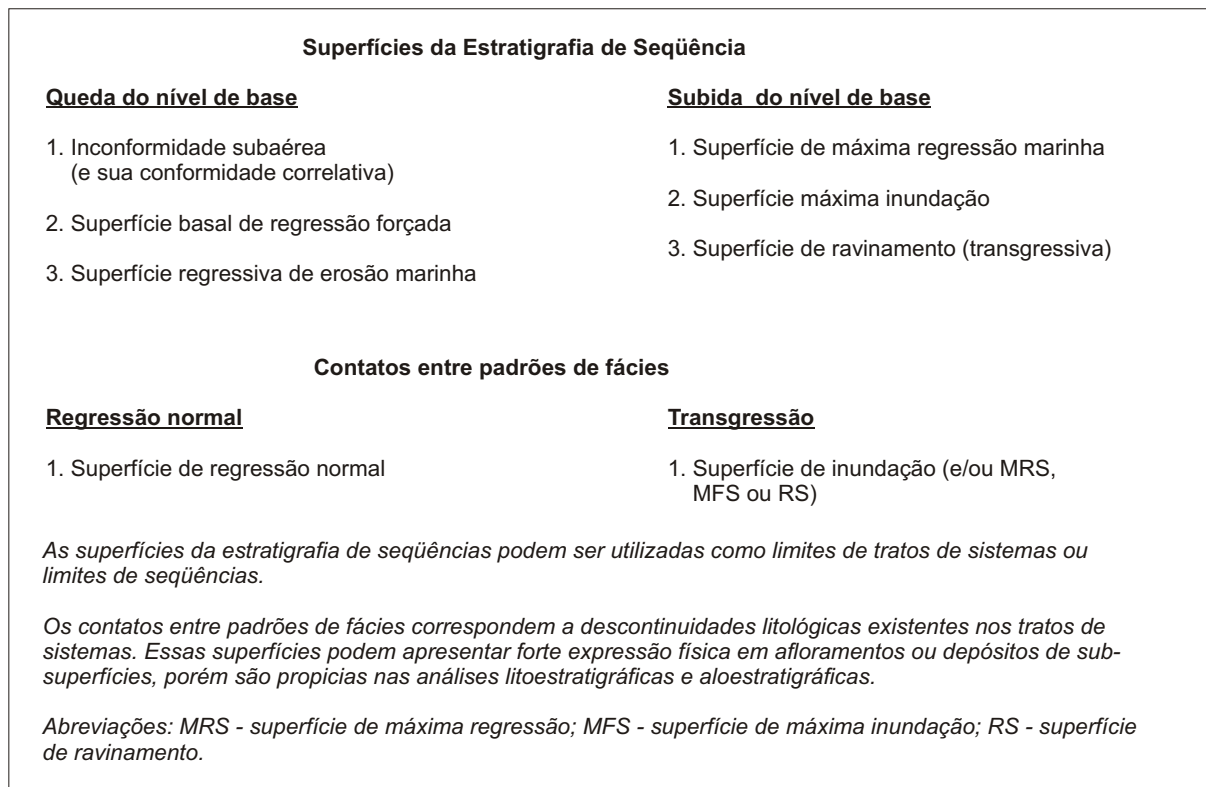 Superfícies da Estratigrafia de Seqüência
Queda do nível de base
1. Inconformidade subaérea
(e sua conformidade correlativa)
2. Superfície basal de regressão forçada
3. Superfície regressiva de erosão marinha
Subida do nível de base
1. Superfície de máxima regressão marinha
2. Superfície máxima inundação
3. Superfície de ravinamento (transgressiva)
Contatos entre padrões de fácies
Regressão normal
1. Superfície de regressão normal
Transgressão
1. Superfície de inundação (e/ou MRS,
MFS ou RS)
As superfícies da estratigrafia de seqüências podem ser utilizadas como limites de tratos de sistemas ou
limites de seqüências.
Os contatos entre padrões de fácies correspondem a descontinuidades litológicas existentes nos tratos de
sistemas. Essas superfícies podem apresentar forte expressão física em afloramentos ou depósitos de sub-
superfícies, porém são propicias nas análises litoestratigráficas e aloestratigráficas.
Abreviações: MRS - superfície de máxima regressão; MFS - superfície de máxima inundação; RS - superfície
de ravinamento.